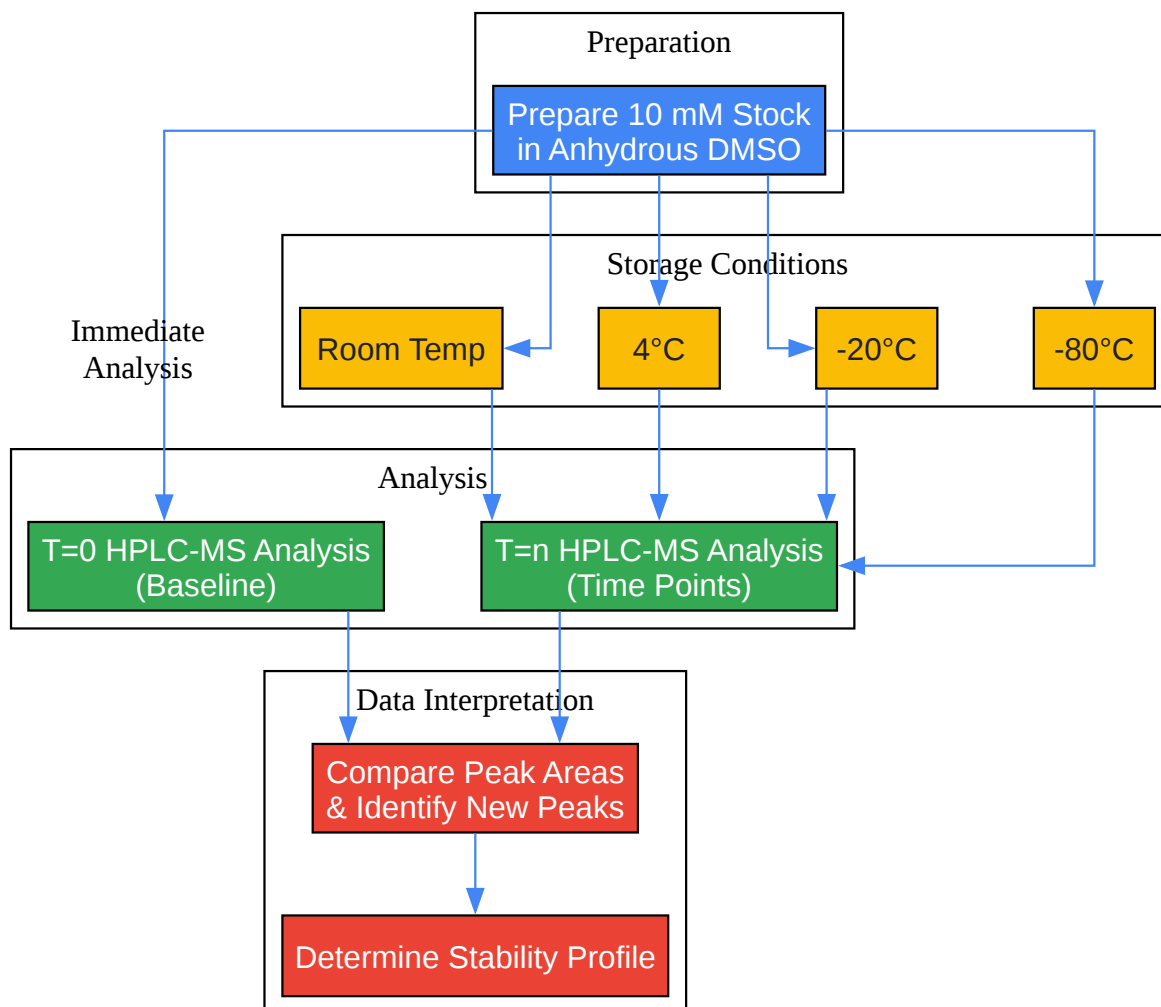 Preparation
Prepare 10 mM Stock
in Anhydrous DMSO
Storage Conditions
Immediate
Analysis
Room Temp
4°C
-20°C
-80°C
Analysis
T=0 HPLC-MS Analysis
(Baseline)
T=n HPLC-MS Analysis
(Time Points)
Data Interpretation
Compare Peak Areas
& Identify New Peaks
Determine Stability Profile